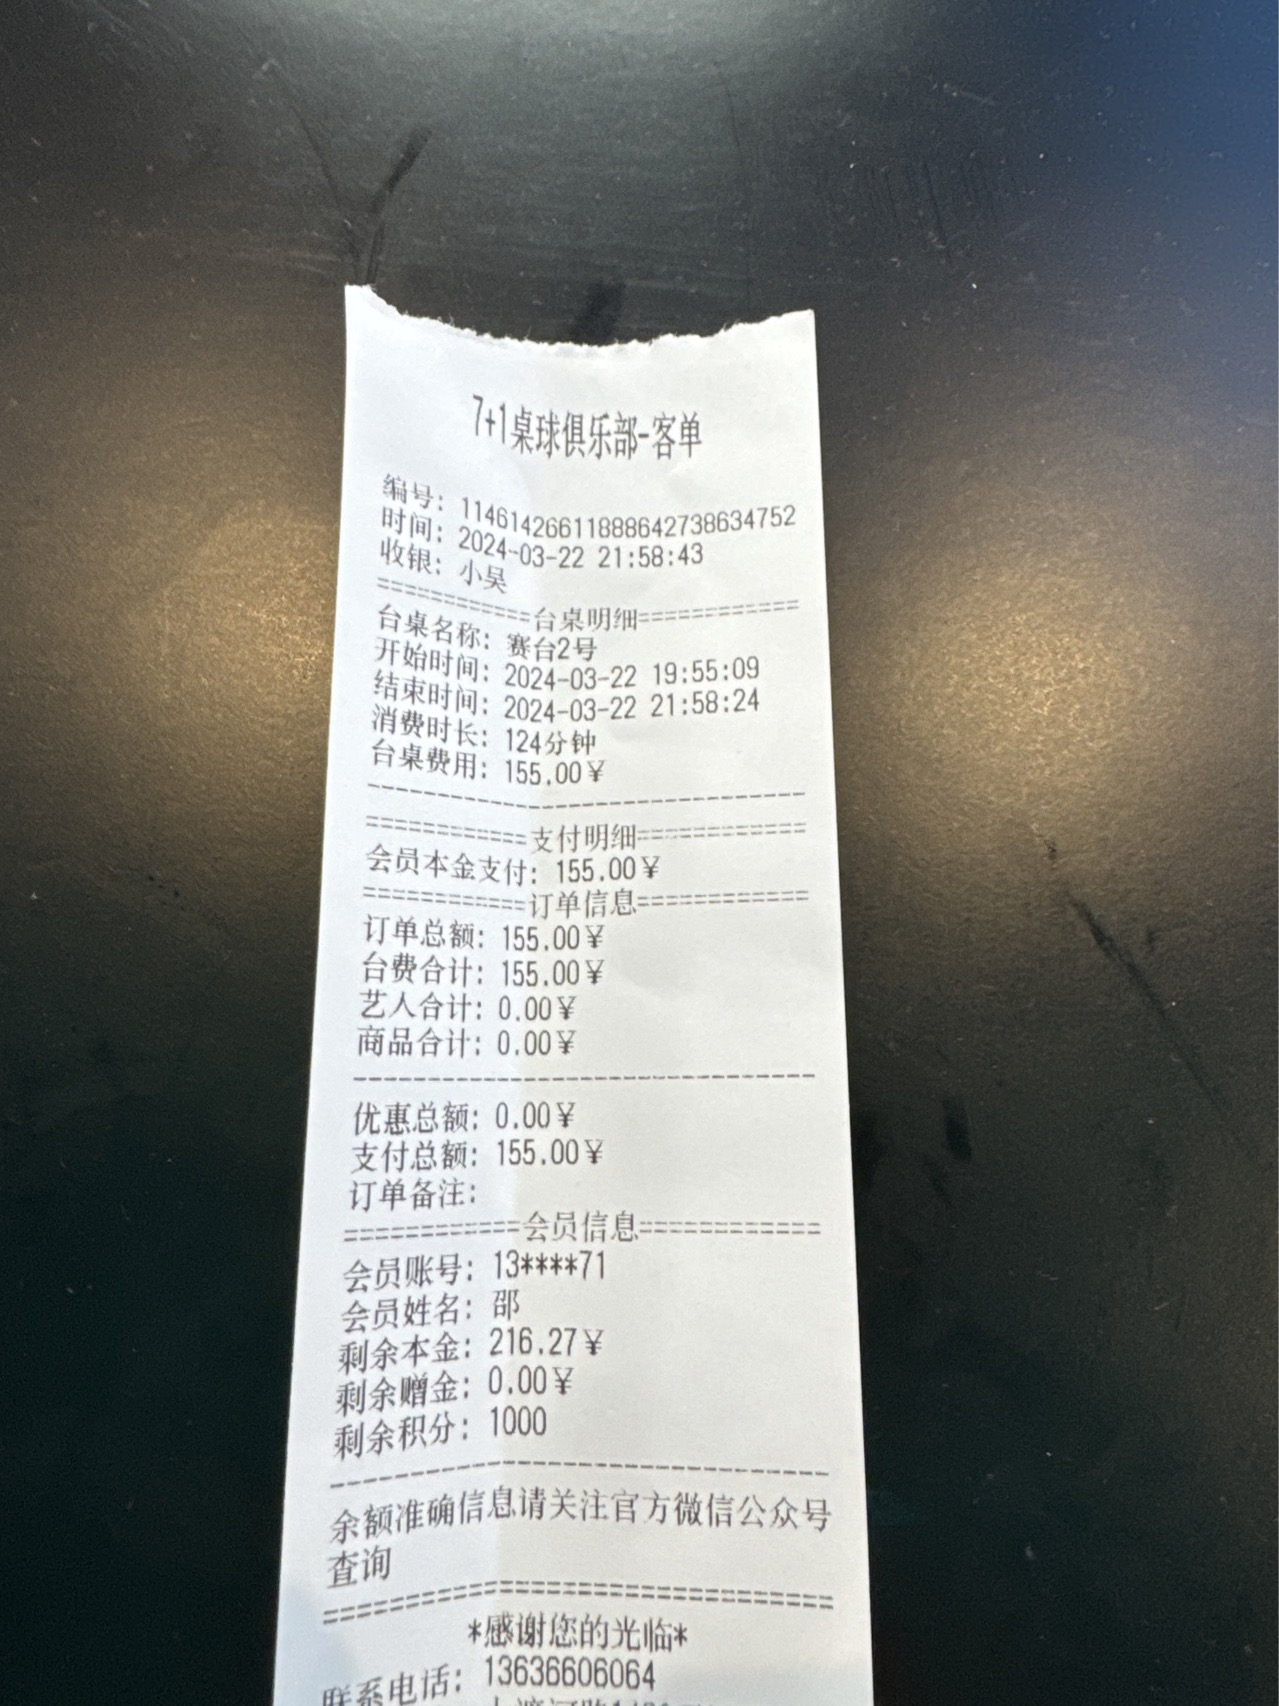 7+1桌球俱乐部-客单
编号: 1146142661188864273863​4752
时间: 2024-03-22 21:58:43
收银: 小昊
===========台桌明细============
台桌名称: 赛台2号
开始时间: 2024-03-22 19:55:09
结束时间: 2024-03-22 21:58:24
消费时长: 124分钟
台桌费用: 155.00¥
--------------------------------
===========支付明细============
会员本金支付: 155.00¥
===========订单信息============
订单总额: 155.00¥
台费合计: 155.00¥
艺人合计: 0.00¥
商品合计: 0.00¥
--------------------------------
优惠总额: 0.00¥
支付总额: 155.00¥
订单备注:
===========会员信息============
会员账号: 13****71
会员姓名: 邵
剩余本金: 216.27¥
剩余赠金: 0.00¥
剩余积分: 1000
--------------------------------
余额准确信息请关注官方微信公众号
查询
================================
*感谢您的光临*
联系电话: 13636606064